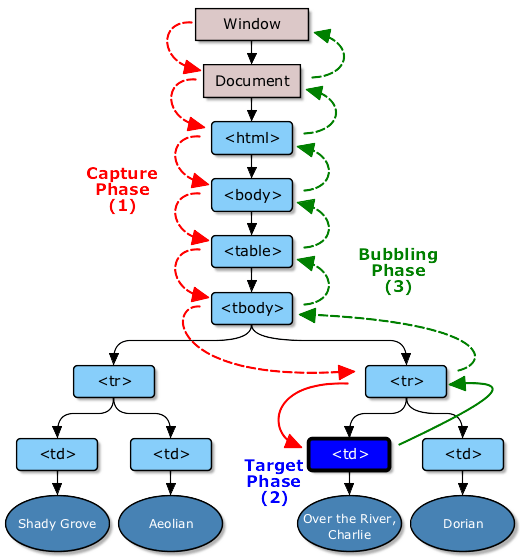 Window
Document
<html>
Capture
Phase
(1)
<body>
<table>
Bubbling
Phase
(3)
<tbody>
<tr>
<tr>
<td>
<td>
Target
Phase
(2)
<td>
<td>
Shady Grove
Aeolian
Over the River,
Charlie
Dorian